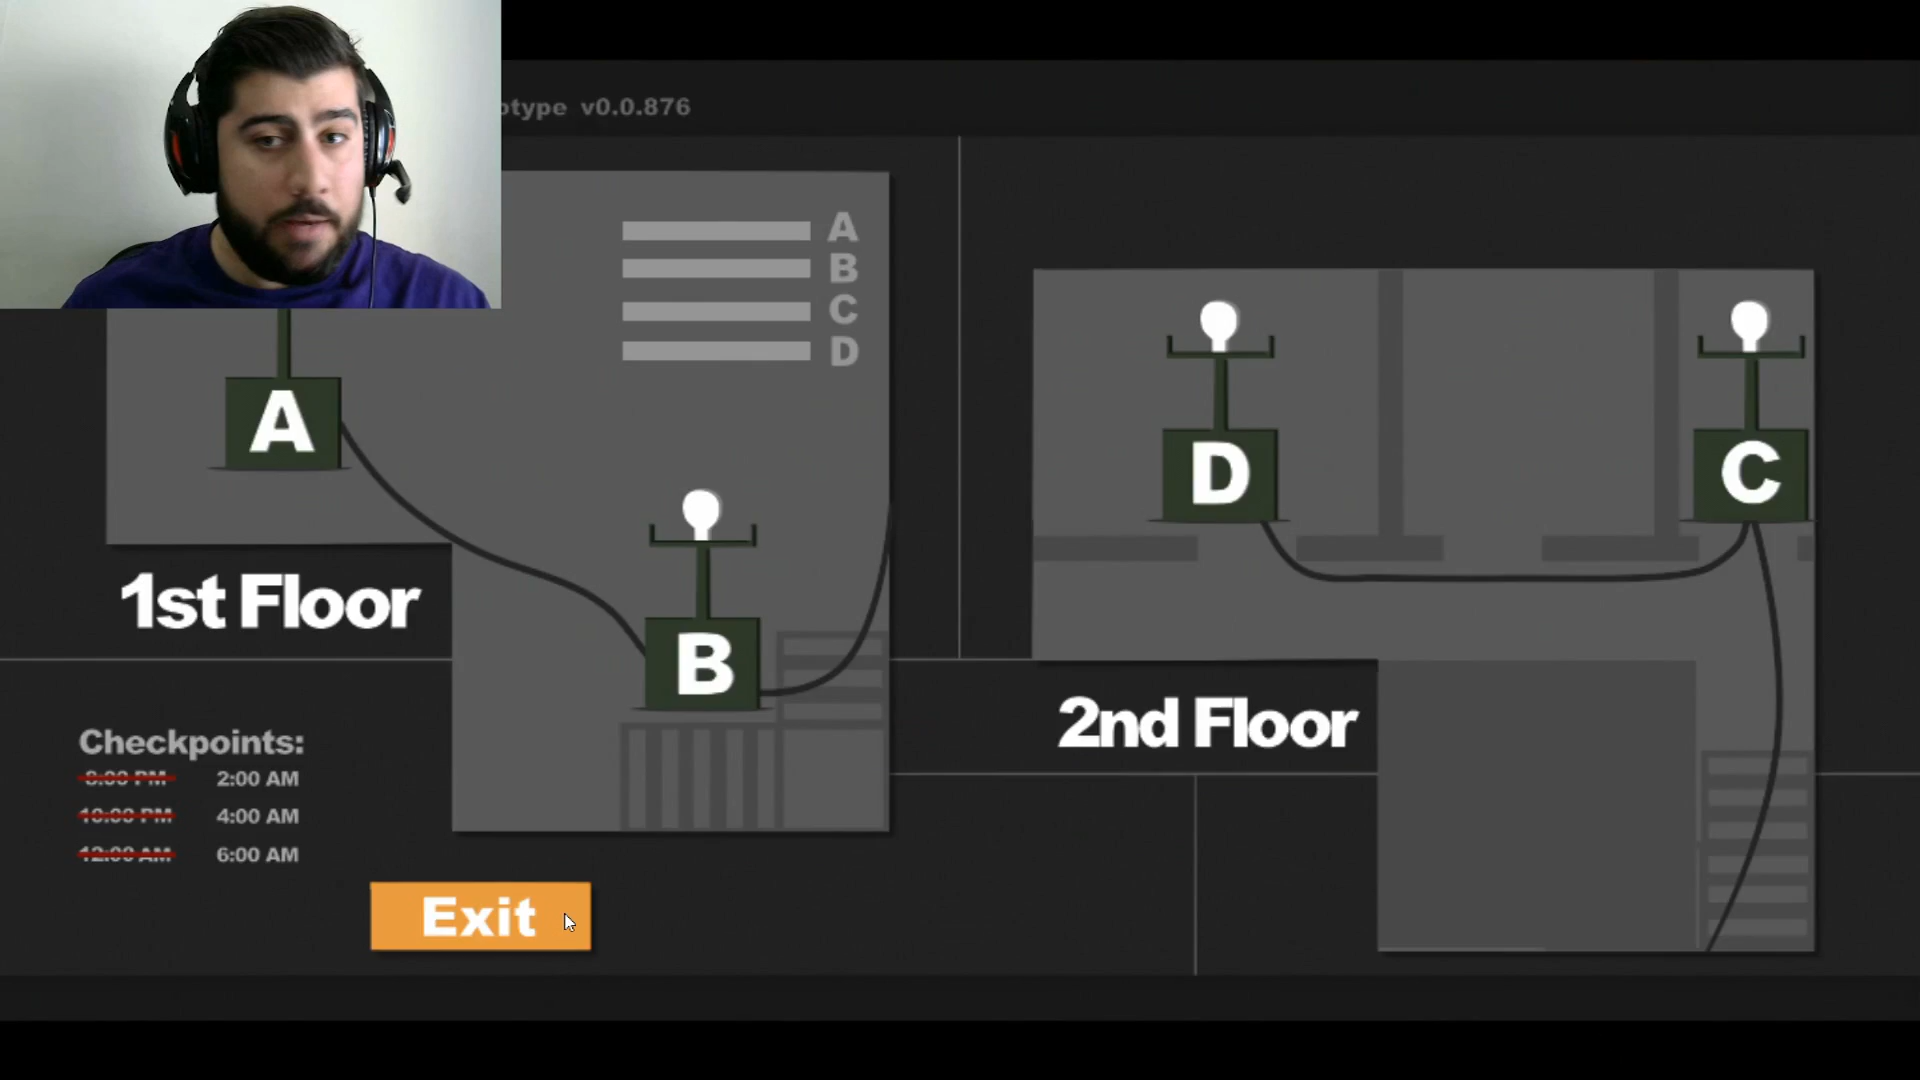 v0.0.876
A
B
C
D
A
B
D
C
1st Floor
2nd Floor
Checkpoints:
8:00 PM 2:00 AM
10:00 PM 4:00 AM
12:00 AM 6:00 AM
Exit